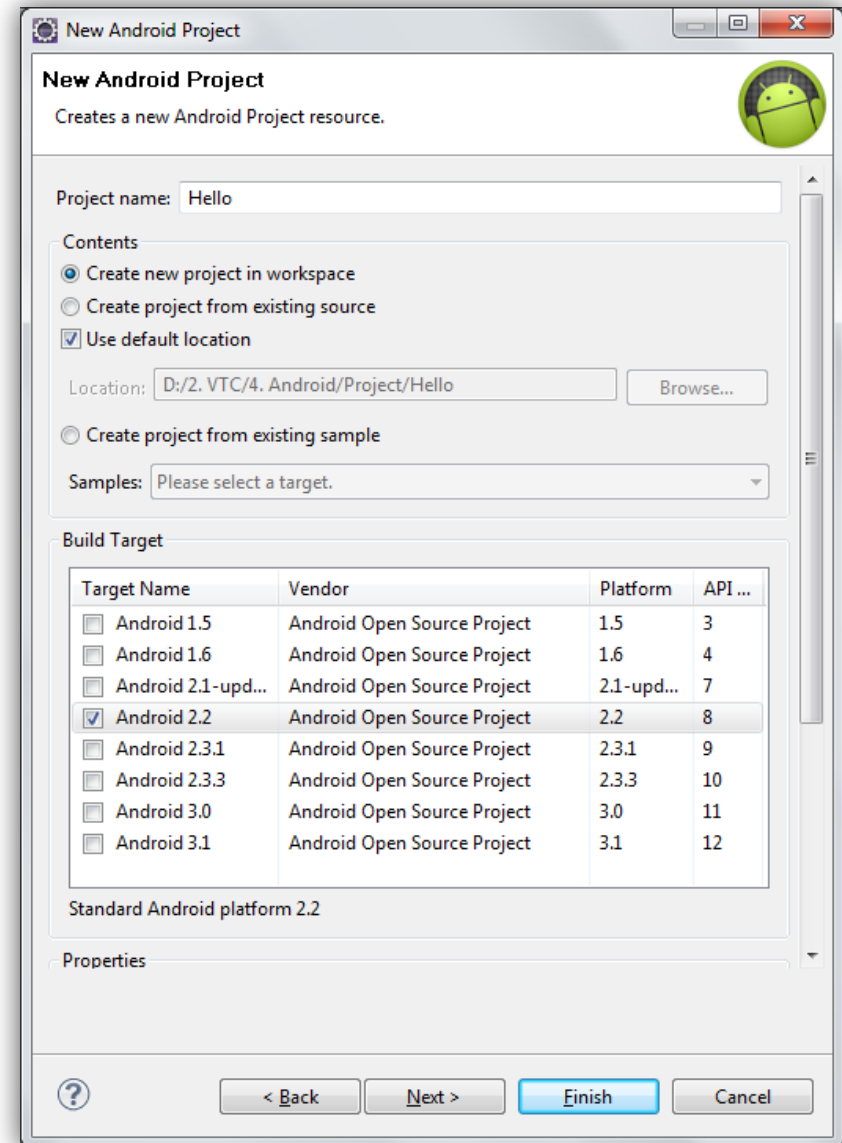 New Android Project
New Android Project
Creates a new Android Project resource.
Project name: Hello
Contents
Create new project in workspace
Create project from existing source
Use default location
Location: D:/2. VTC/4. Android/Project/Hello Browse...
Create project from existing sample
Samples: Please select a target.
Build Target
Target Name Vendor Platform API ...
Android 1.5 Android Open Source Project 1.5 3
Android 1.6 Android Open Source Project 1.6 4
Android 2.1-upd... Android Open Source Project 2.1-upd... 7
Android 2.2 Android Open Source Project 2.2 8
Android 2.3.1 Android Open Source Project 2.3.1 9
Android 2.3.3 Android Open Source Project 2.3.3 10
Android 3.0 Android Open Source Project 3.0 11
Android 3.1 Android Open Source Project 3.1 12
Standard Android platform 2.2
Properties
? < Back Next > Finish Cancel